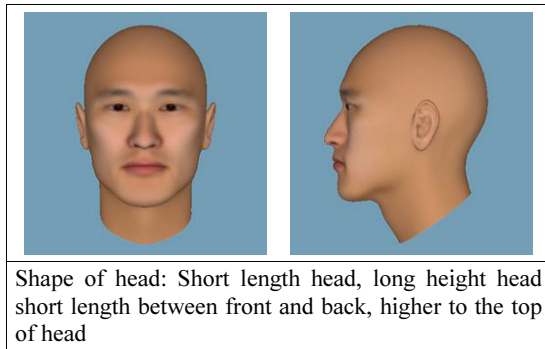 Shape of head: Short length head, long height head
short length between front and back, higher to the top
of head